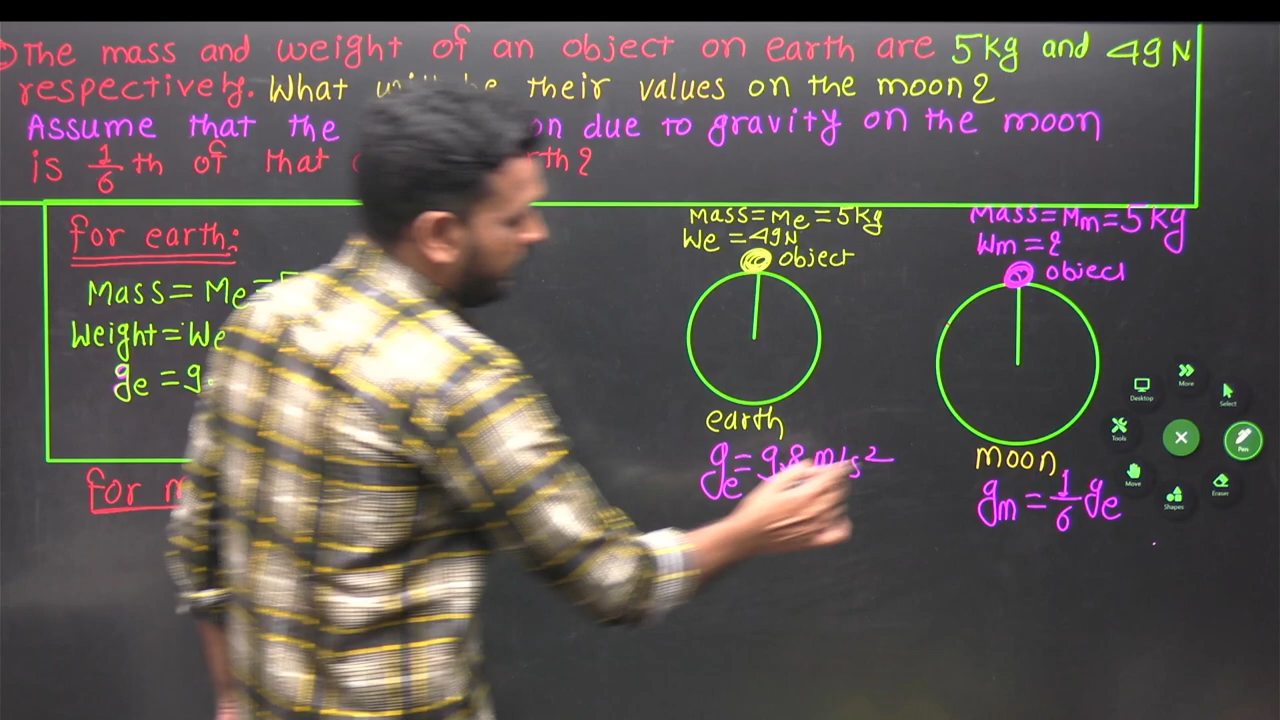 The mass and weight of an object on earth are 5kg and 49N
respectively. What be their values on the moon?
Assume that the due to gravity on the moon
is 1/6 th of that
for earth:
Mass = Me =
Weight = We
ge = 9.
for m
Mass = Me = 5kg
We = 49N
object
earth
ge = 9.8 m/s2
Mass = Mm = 5kg
Wm = ?
object
moon
gm = 1/6 ge
More
Desktop
Select
Tools
Pen
Move
Eraser
Shapes